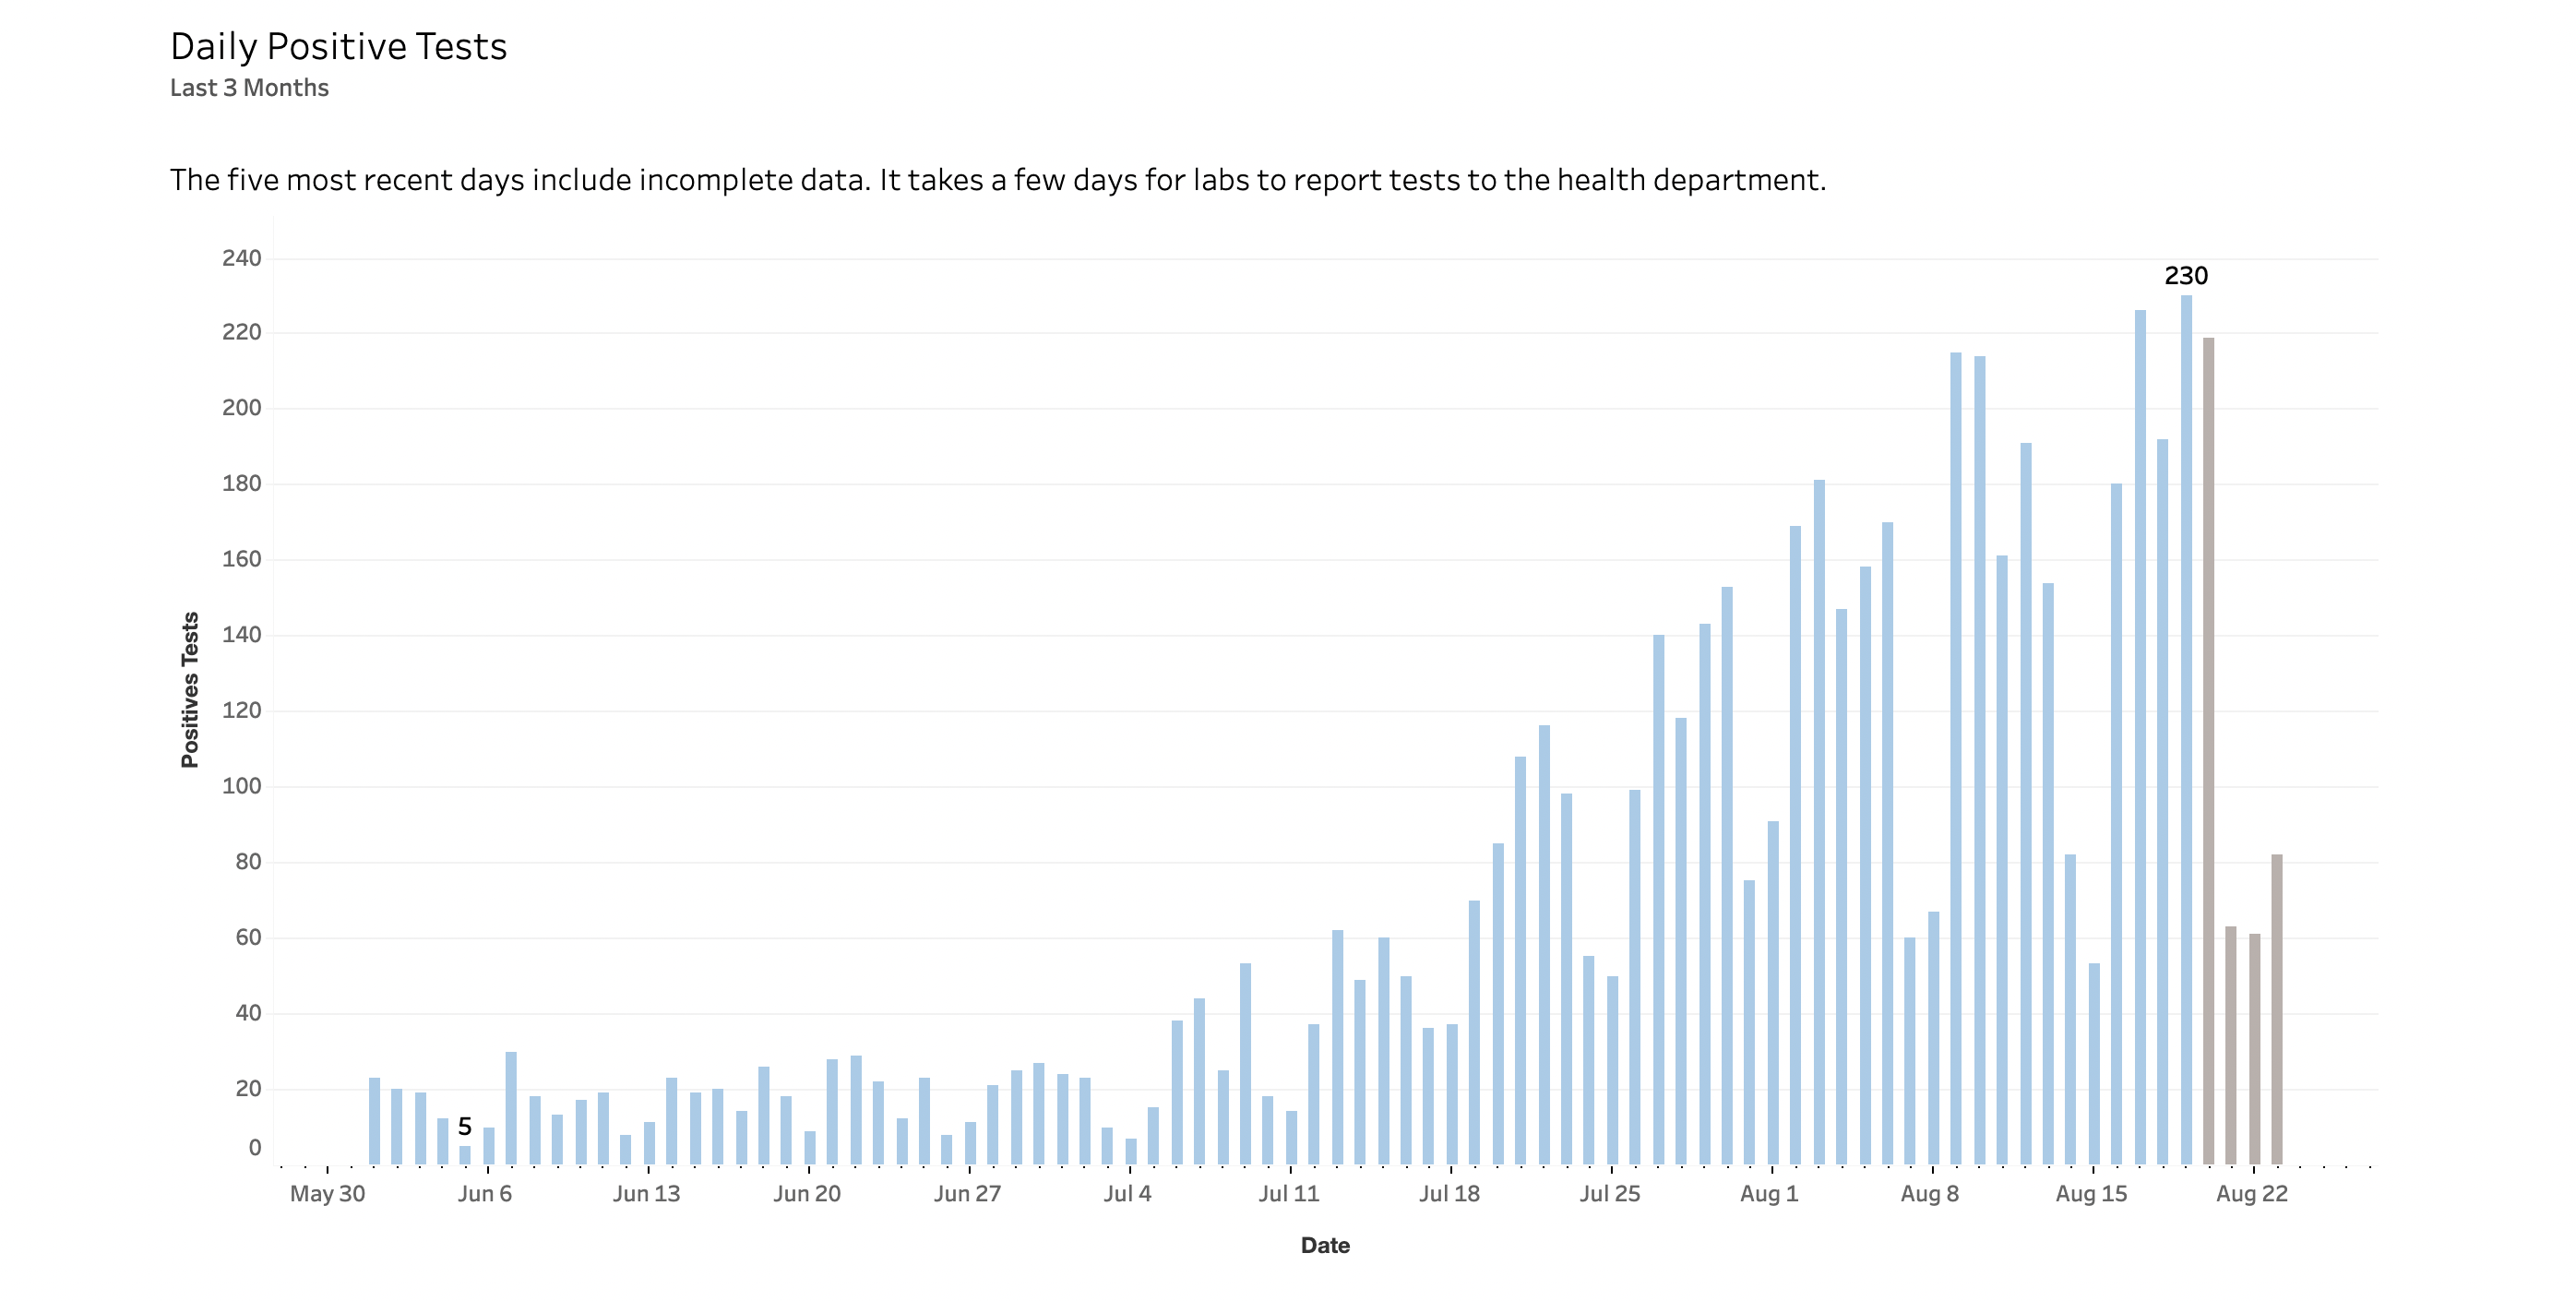 Daily Positive Tests
Last 3 Months
The five most recent days include incomplete data. It takes a few days for labs to report tests to the health department.
240
230
220
200
180
160
140
120
100
80
60
40
20
5
0
Positives Tests
May 30 Jun 6 Jun 13 Jun 20 Jun 27 Jul 4 Jul 11 Jul 18 Jul 25 Aug 1 Aug 8 Aug 15 Aug 22
Date